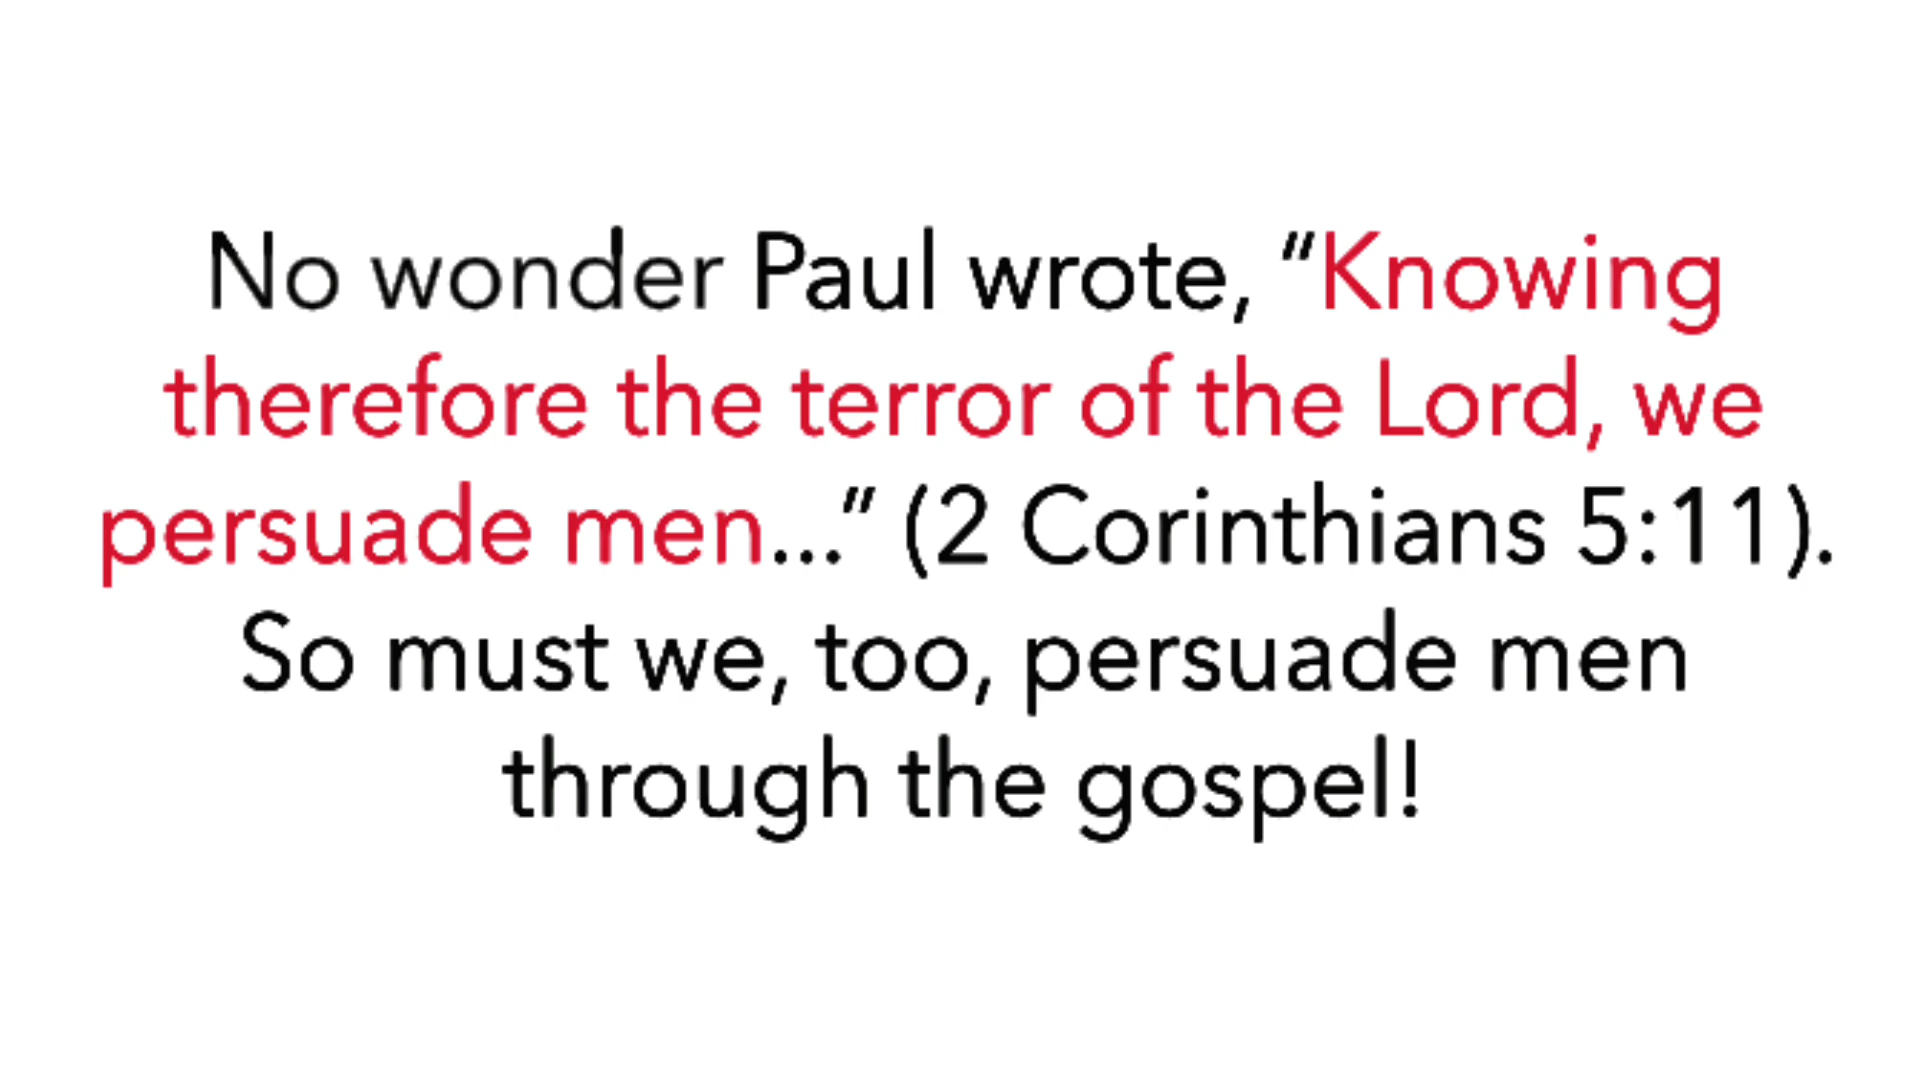 No wonder Paul wrote, "Knowing
therefore the terror of the Lord, we
persuade men..." (2 Corinthians 5:11).
So must we, too, persuade men
through the gospel!